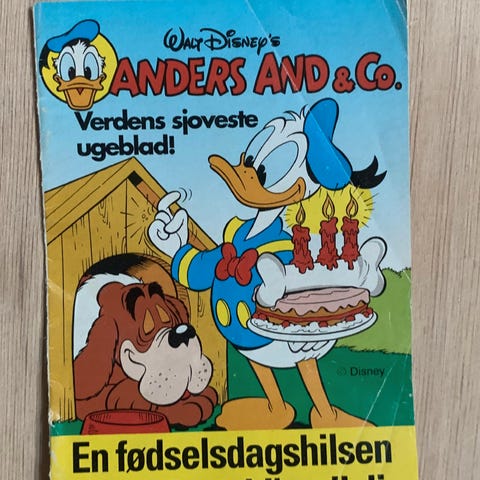 Walt Disney's
ANDERS AND & Co.
Verdens sjoveste
ugeblad!
© Disney
En fødselsdagshilsen